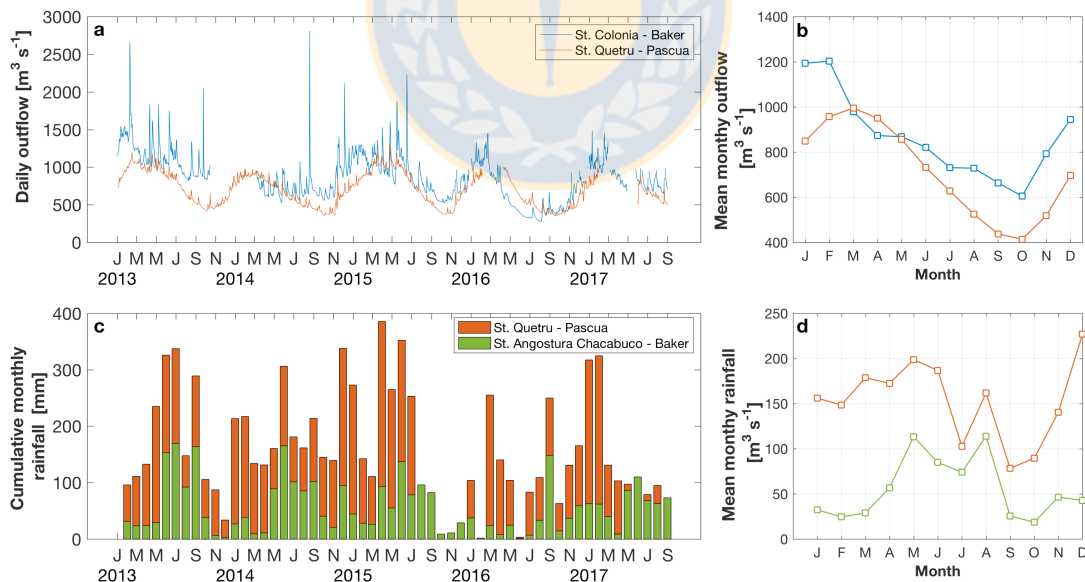 a
St. Colonia - Baker
St. Quetru - Pascua
Daily outflow [m³ s⁻¹]
3000
2500
2000
1500
1000
500
0
J M M J S N J M M J S N J M M J S N J M M J S N J M M J S
2013 2014 2015 2016 2017
b
Mean monthy outflow
[m³ s⁻¹]
1400
1200
1000
800
600
400
J F M A M J J A S O N D
Month
c
St. Quetru - Pascua
St. Angostura Chacabuco - Baker
Cumulative monthly
rainfall [mm]
400
300
200
100
0
J M M J S N J M M J S N J M M J S N J M M J S N J M M J S
2013 2014 2015 2016 2017
d
Mean monthy rainfall
[m³ s⁻¹]
250
200
150
100
50
0
J F M A M J J A S O N D
Month